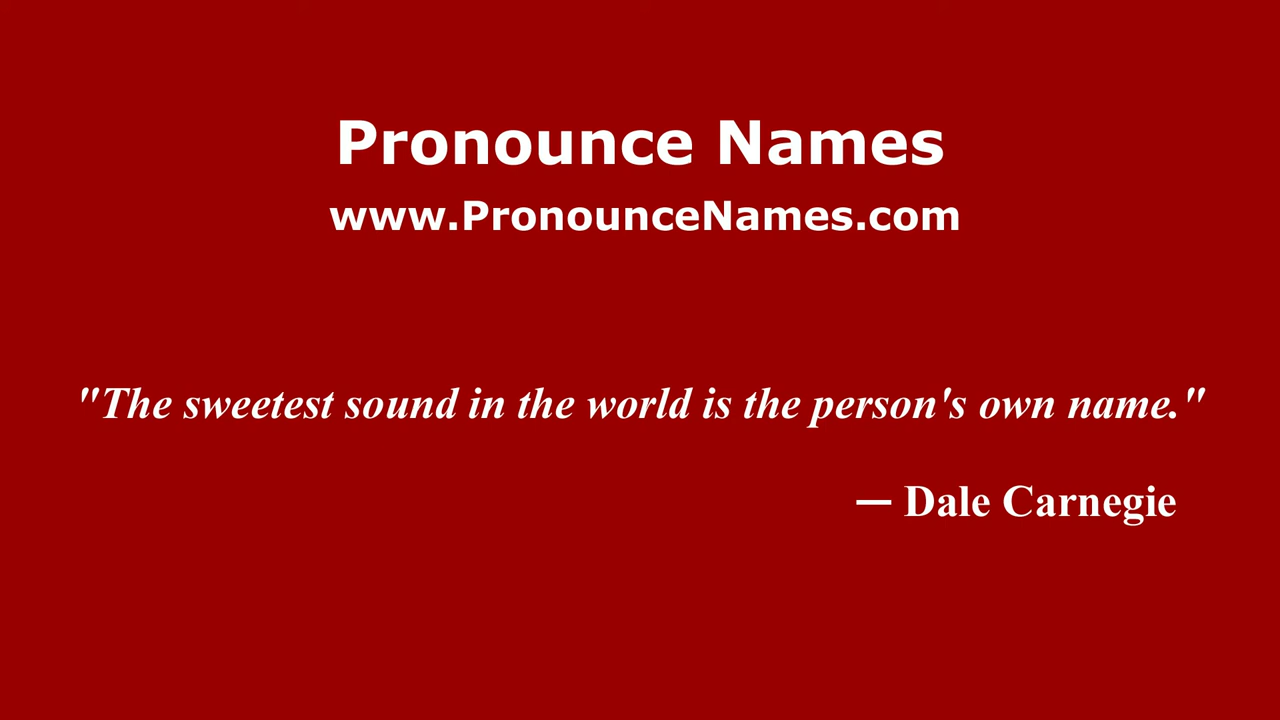 Pronounce Names
www.PronounceNames.com
"The sweetest sound in the world is the person's own name."
— Dale Carnegie